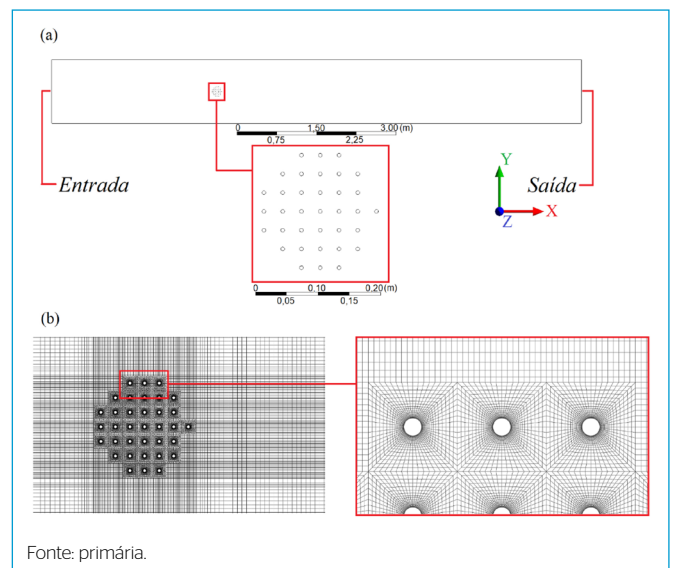 (a)
0 1,50 3.00 (m)
0,75 2,25
Entrada
Saída
Y
X
Z
0 0.10 0,20 (m)
0,05 0,15
(b)
Fonte: primária.